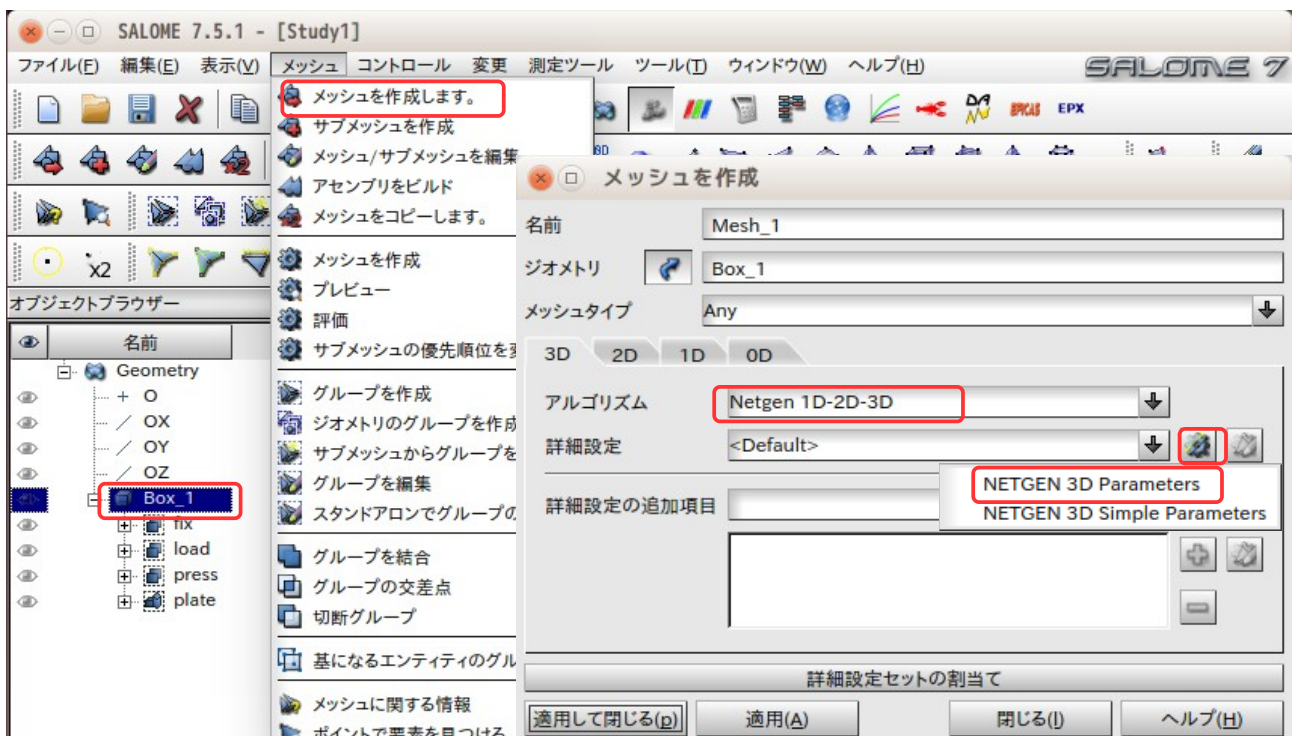 SALOME 7.5.1 - [Study1]
ファイル(F) 編集(E) 表示(V) メッシュ コントロール 変更 測定ツール ツール(T) ウィンドウ(W) ヘルプ(H) SALOME 7
メッシュを作成します。
サブメッシュを作成
メッシュ/サブメッシュを編集
アセンブリをビルド
メッシュをコピーします。
メッシュを作成
プレビュー
評価
サブメッシュの優先順位を
グループを作成
ジオメトリのグループを作成
サブメッシュからグループを
グループを編集
スタンドアロンでグループの
グループを結合
グループの交差点
切断グループ
基になるエンティティのグル
メッシュに関する情報
ポイントで要素を見つける
EPX
x2
オブジェクトブラウザー
名前
Geometry
O
OX
OY
OZ
Box_1
fix
load
press
plate
メッシュを作成
名前 Mesh_1
ジオメトリ Box_1
メッシュタイプ Any
3D 2D 1D 0D
アルゴリズム Netgen 1D-2D-3D
詳細設定 <Default>
NETGEN 3D Parameters
NETGEN 3D Simple Parameters
詳細設定の追加項目
詳細設定セットの割当て
適用して閉じる(p) 適用(A) 閉じる(l) ヘルプ(H)